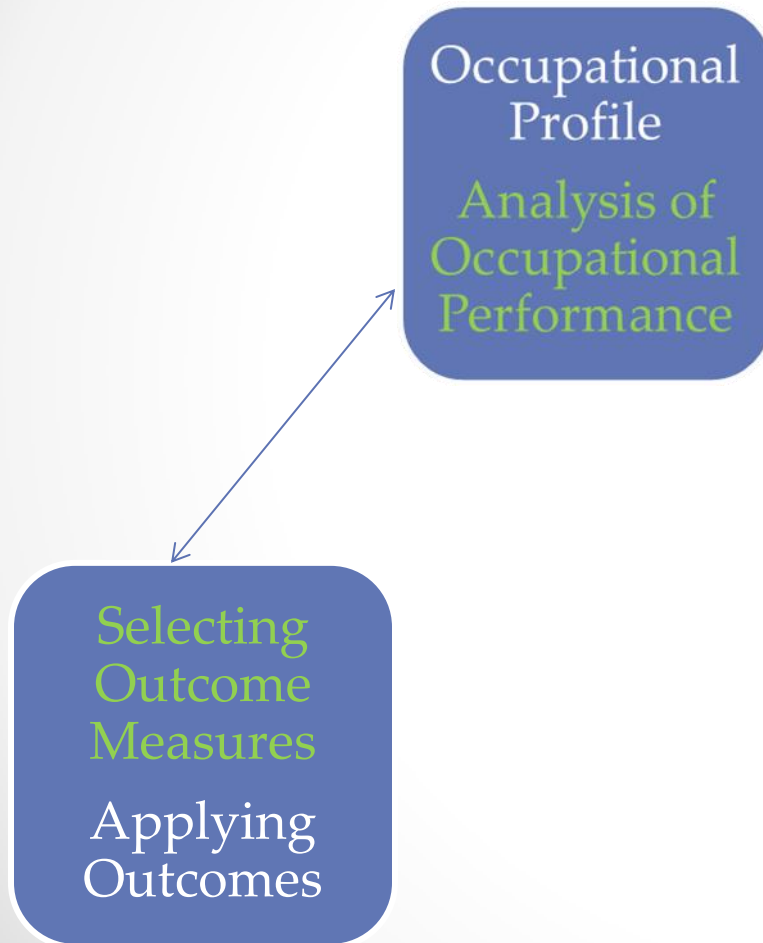 Occupational
Profile
Analysis of
Occupational
Performance
Selecting
Outcome
Measures
Applying
Outcomes